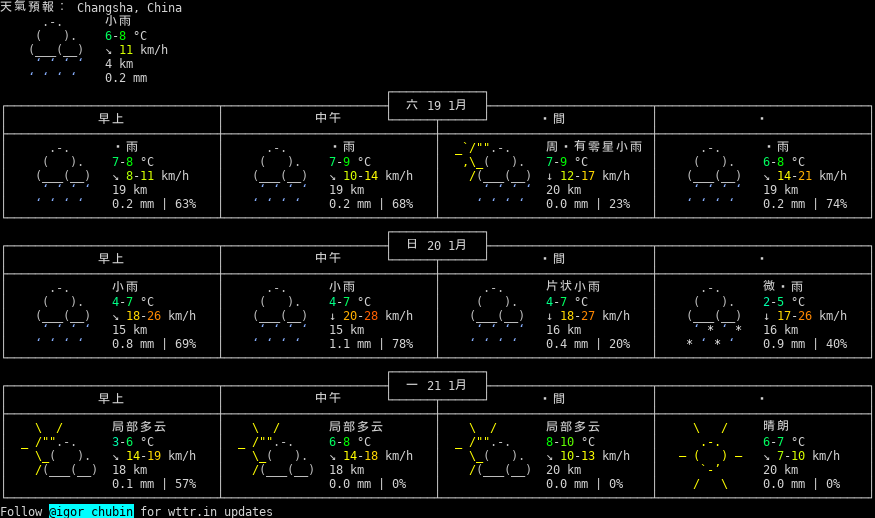 天氣預報： Changsha, China
小雨
6-8 °C
↘ 11 km/h
4 km
0.2 mm
六 19 1月
早上 中午 ・間 ・
・雨 ・雨 周・有零星小雨 ・雨
7-8 °C 7-9 °C 7-9 °C 6-8 °C
↘ 8-11 km/h ↘ 10-14 km/h ↓ 12-17 km/h ↘ 14-21 km/h
19 km 19 km 20 km 19 km
0.2 mm | 63% 0.2 mm | 68% 0.0 mm | 23% 0.2 mm | 74%
日 20 1月
早上 中午 ・間 ・
小雨 小雨 片状小雨 微・雨
4-7 °C 4-7 °C 4-7 °C 2-5 °C
↘ 18-26 km/h ↓ 20-28 km/h ↓ 18-27 km/h ↓ 17-26 km/h
15 km 15 km 16 km 16 km
0.8 mm | 69% 1.1 mm | 78% 0.4 mm | 20% 0.9 mm | 40%
一 21 1月
早上 中午 ・間 ・
局部多云 局部多云 局部多云 晴朗
3-6 °C 6-8 °C 8-10 °C 6-7 °C
↘ 14-19 km/h ↘ 14-18 km/h ↘ 10-13 km/h ↘ 7-10 km/h
18 km 18 km 20 km 20 km
0.1 mm | 57% 0.0 mm | 0% 0.0 mm | 0% 0.0 mm | 0%
Follow @igor_chubin for wttr.in updates